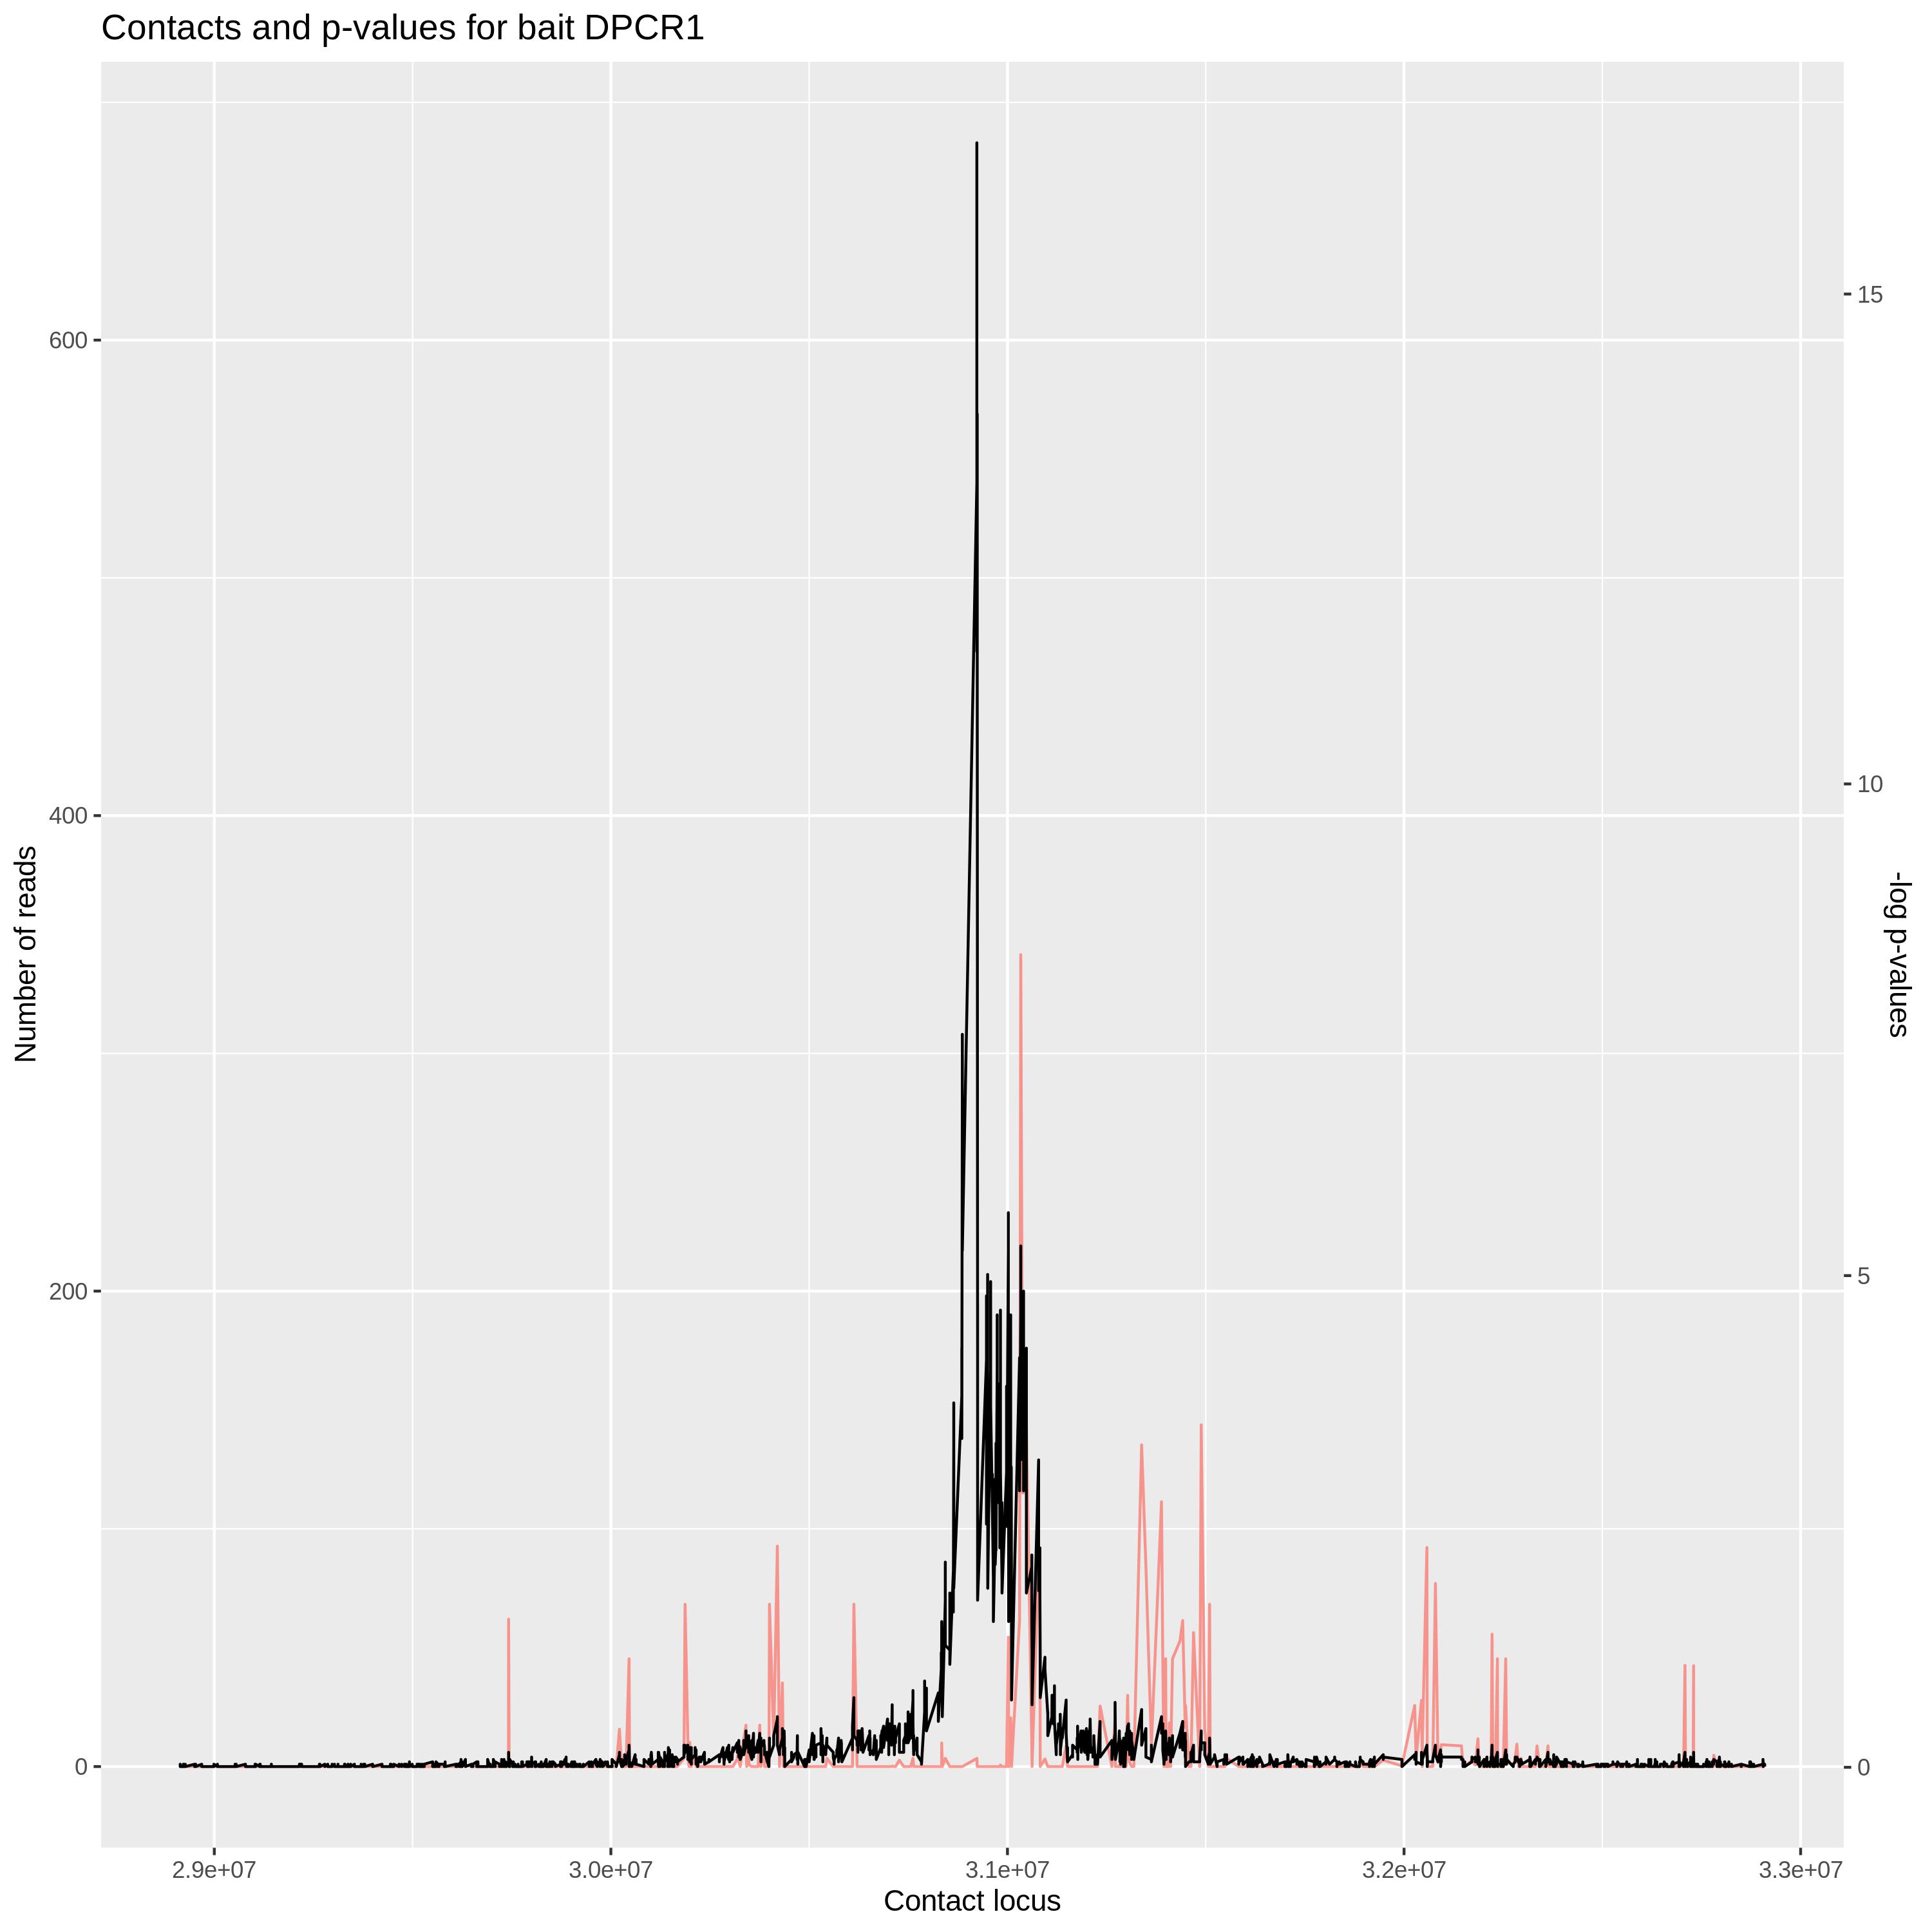 Contacts and p-values for bait DPCR1
Number of reads
600
400
200
0
15
10
5
0
-log p-values
2.9e+07
3.0e+07
3.1e+07
3.2e+07
3.3e+07
Contact locus